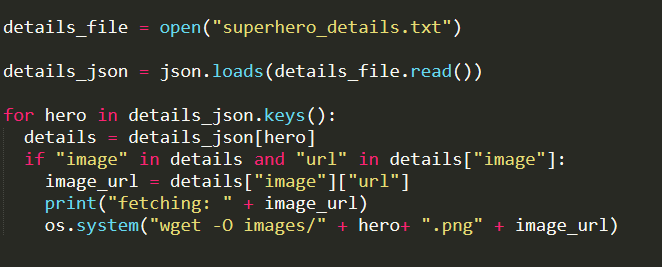 details_file = open("superhero_details.txt")
details_json = json.loads(details_file.read())
for hero in details_json.keys():
  details = details_json[hero]
  if "image" in details and "url" in details["image"]:
    image_url = details["image"]["url"]
    print("fetching: " + image_url)
    os.system("wget -O images/" + hero+ ".png" + image_url)